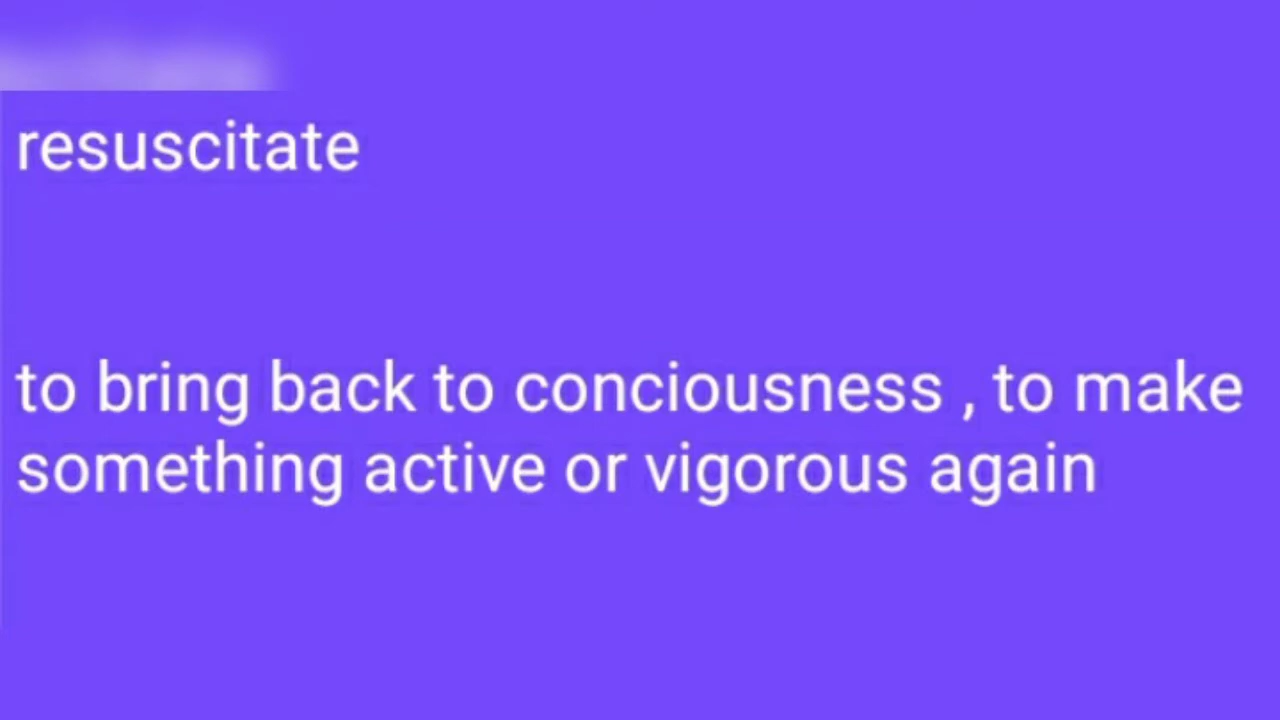 resuscitate
to bring back to conciousness , to make
something active or vigorous again